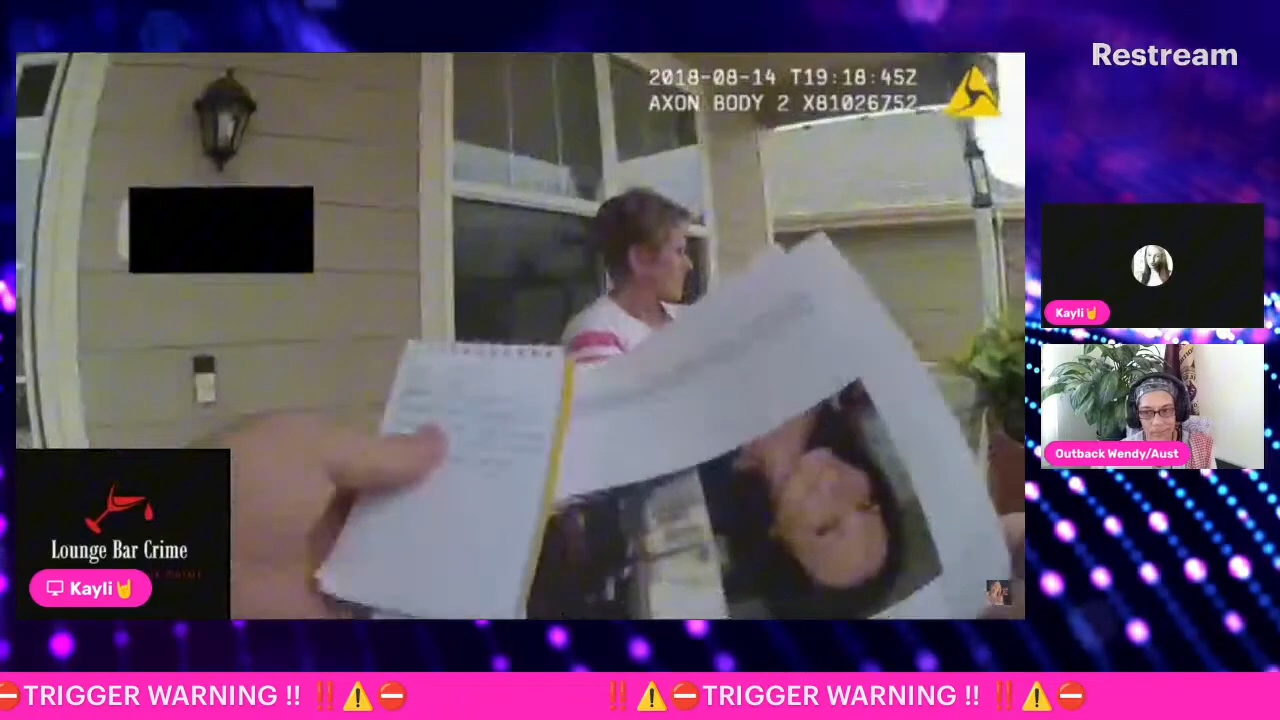 Restream
2018-08-14 T19:18:45Z
AXON BODY 2 X81026752
Kayli🤘
Outback Wendy/Aust
Lounge Bar Crime
Kayli🤘
⛔TRIGGER WARNING !! ‼️⚠️⛔ ‼️⚠️⛔TRIGGER WARNING !! ‼️⚠️⛔